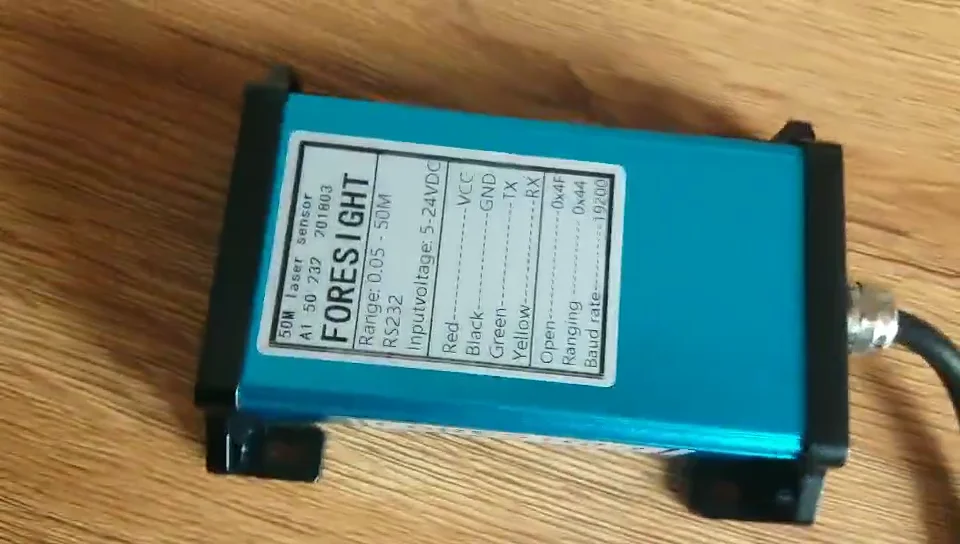 50M laser sensor
A1 50 232 201803
FORESIGHT
Range: 0.05 - 50M
RS232
Inputvoltage: 5-24VDC
Red------------------VCC
Black----------------GND
Green----------------TX
Yellow---------------RX
Open--------------0x4F
Ranging ---------- 0x44
Baud rate---------19200